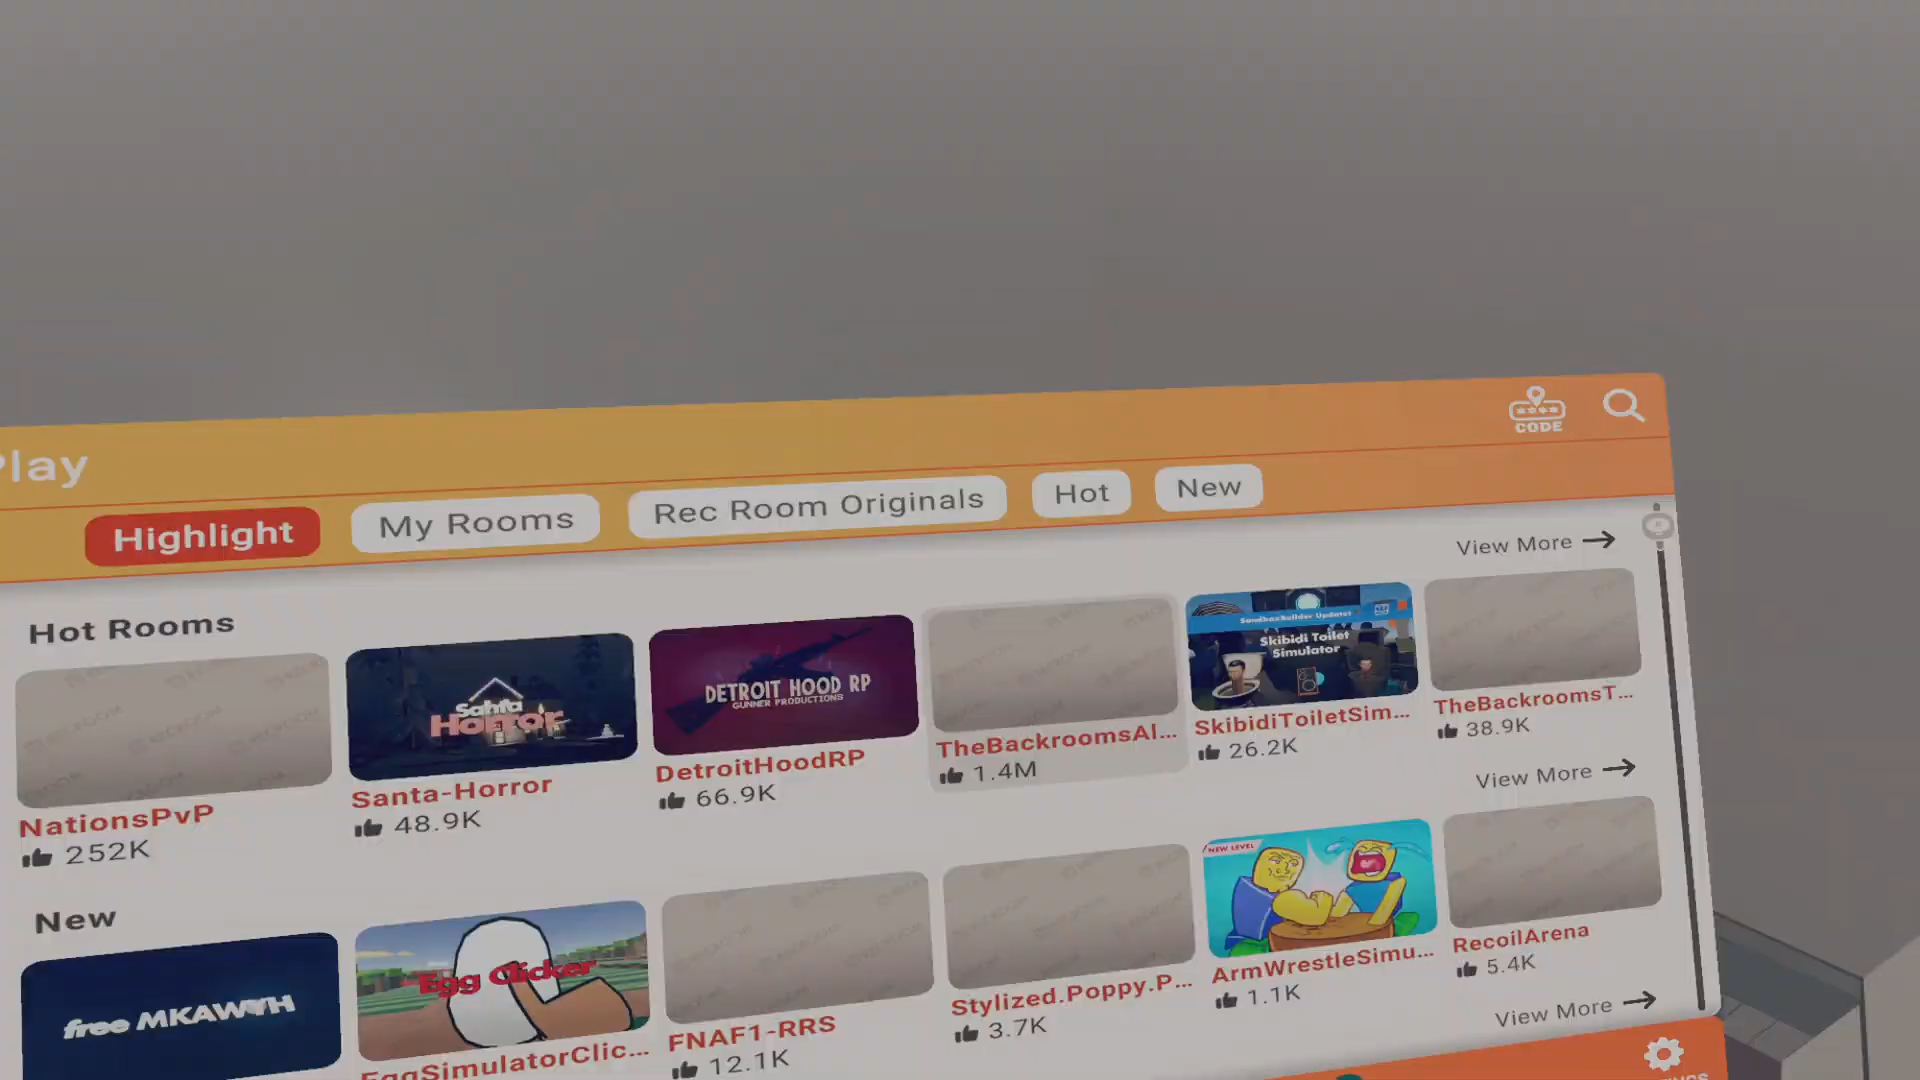 Play
CODE
Highlight
My Rooms
Rec Room Originals
Hot
New
View More
Hot Rooms
Santa
Horror
DETROIT HOOD RP
GUNNER PRODUCTIONS
Skibidi Toilet
Simulator
NationsPvP
252K
Santa-Horror
48.9K
DetroitHoodRP
66.9K
TheBackroomsAl...
1.4M
SkibidiToiletSim...
26.2K
TheBackroomsT...
38.9K
View More
New
free MKAWYH
Egg Clicker
NEW LEVEL
EggSimulatorClic...
FNAF1-RRS
12.1K
Stylized.Poppy.P...
3.7K
ArmWrestleSimu...
1.1K
RecoilArena
5.4K
View More